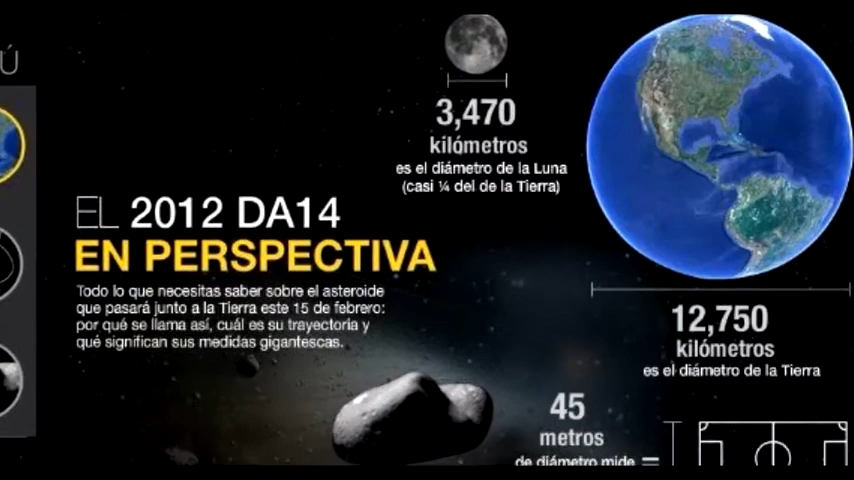 Ú
3,470
kilómetros
es el diámetro de la Luna
(casi ¼ del de la Tierra)
EL 2012 DA14
EN PERSPECTIVA
Todo lo que necesitas saber sobre el asteroide
que pasará junto a la Tierra este 15 de febrero:
por qué se llama así, cuál es su trayectoria y
qué significan sus medidas gigantescas.
12,750
kilómetros
es el diámetro de la Tierra
45
metros
de diámetro mide